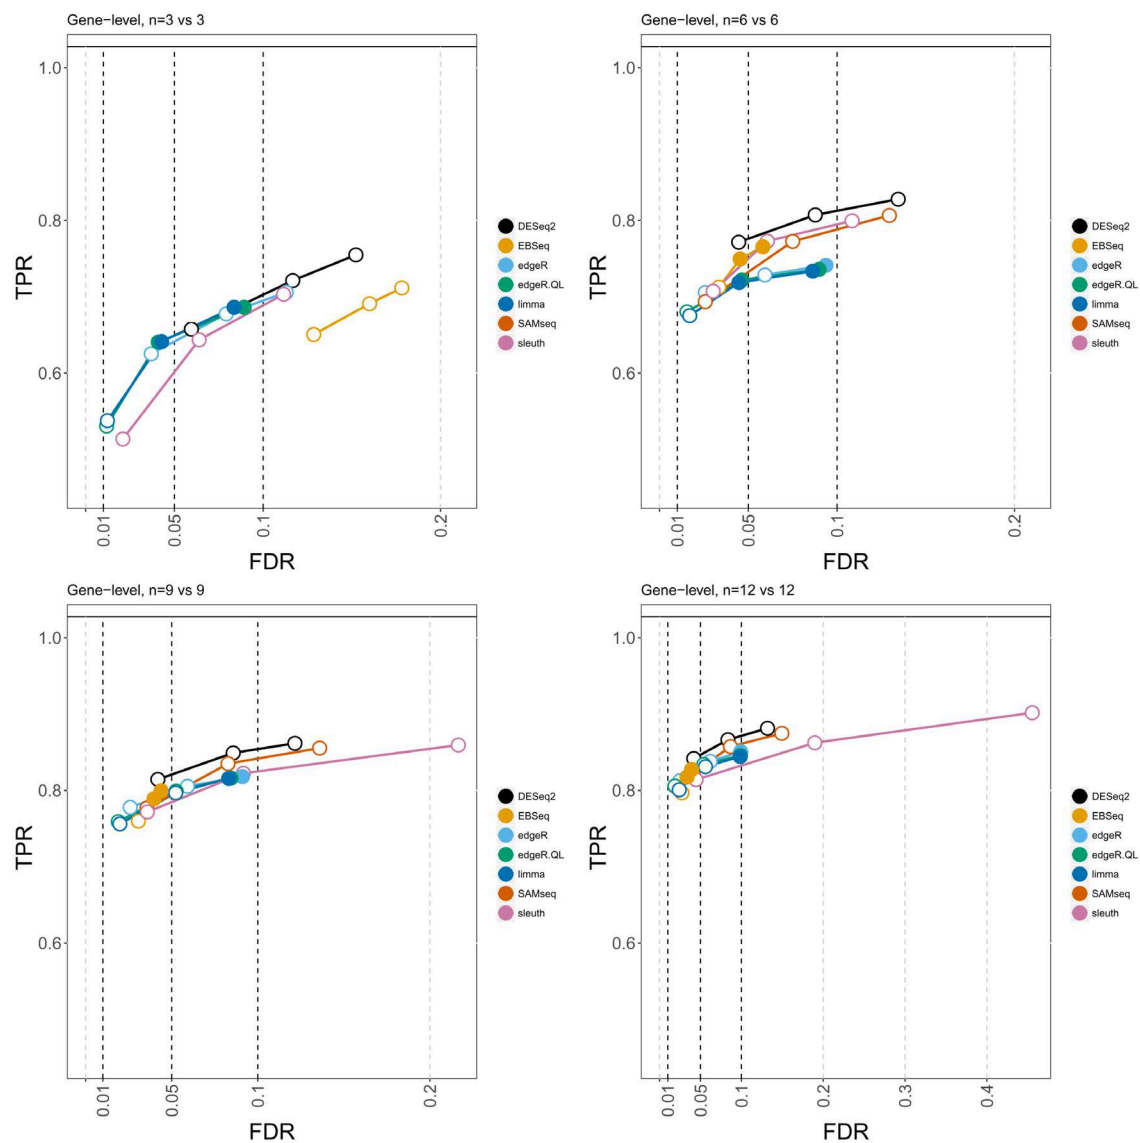 Gene−level, n=3 vs 3
1.0
0.8
0.6
TPR
0.01
0.05
0.1
0.2
FDR
DESeq2
EBSeq
edgeR
edgeR.QL
limma
SAMseq
sleuth
Gene−level, n=6 vs 6
1.0
0.8
0.6
TPR
0.01
0.05
0.1
0.2
FDR
DESeq2
EBSeq
edgeR
edgeR.QL
limma
SAMseq
sleuth
Gene−level, n=9 vs 9
1.0
0.8
0.6
TPR
0.01
0.05
0.1
0.2
FDR
DESeq2
EBSeq
edgeR
edgeR.QL
limma
SAMseq
sleuth
Gene−level, n=12 vs 12
1.0
0.8
0.6
TPR
0.01
0.05
0.1
0.2
0.3
0.4
FDR
DESeq2
EBSeq
edgeR
edgeR.QL
limma
SAMseq
sleuth